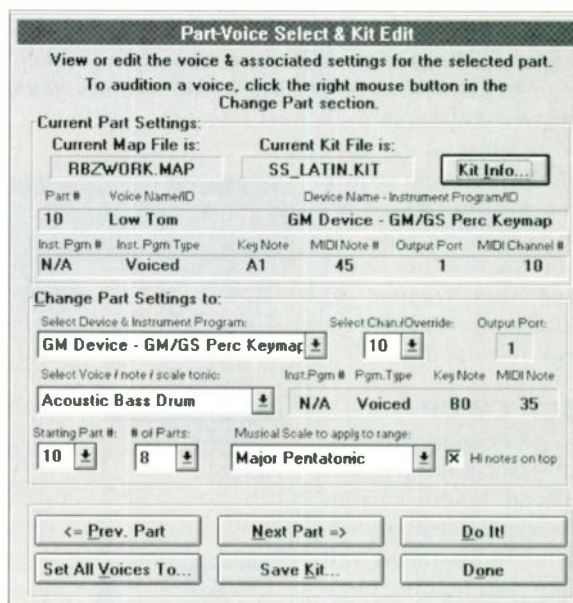 Part-Voice Select & Kit Edit
View or edit the voice & associated settings for the selected part.
To audition a voice, click the right mouse button in the
Change Part section.
Current Part Settings:
Current Map File is: Current Kit File is:
RBZWORK.MAP SS_LATIN.KIT Kit Info...
Part # Voice Name/ID Device Name - Instrument Program/ID
10 Low Tom GM Device - GM/GS Perc Keymap
Inst. Pgm # Inst. Pgm Type Key Note MIDI Note # Output Port MIDI Channel #
N/A Voiced A1 45 1 10
Change Part Settings to:
Select Device & Instrument Program: Select Chan./Override: Output Port:
GM Device - GM/GS Perc Keymap 10 1
Select Voice / note / scale tonic: Inst.Pgm # Pgm.Type Key Note MIDI Note
Acoustic Bass Drum N/A Voiced B0 35
Starting Part #: # of Parts: Musical Scale to apply to range:
10 8 Major Pentatonic Hi notes on top
<= Prev. Part Next Part => Do It!
Set All Voices To... Save Kit... Done